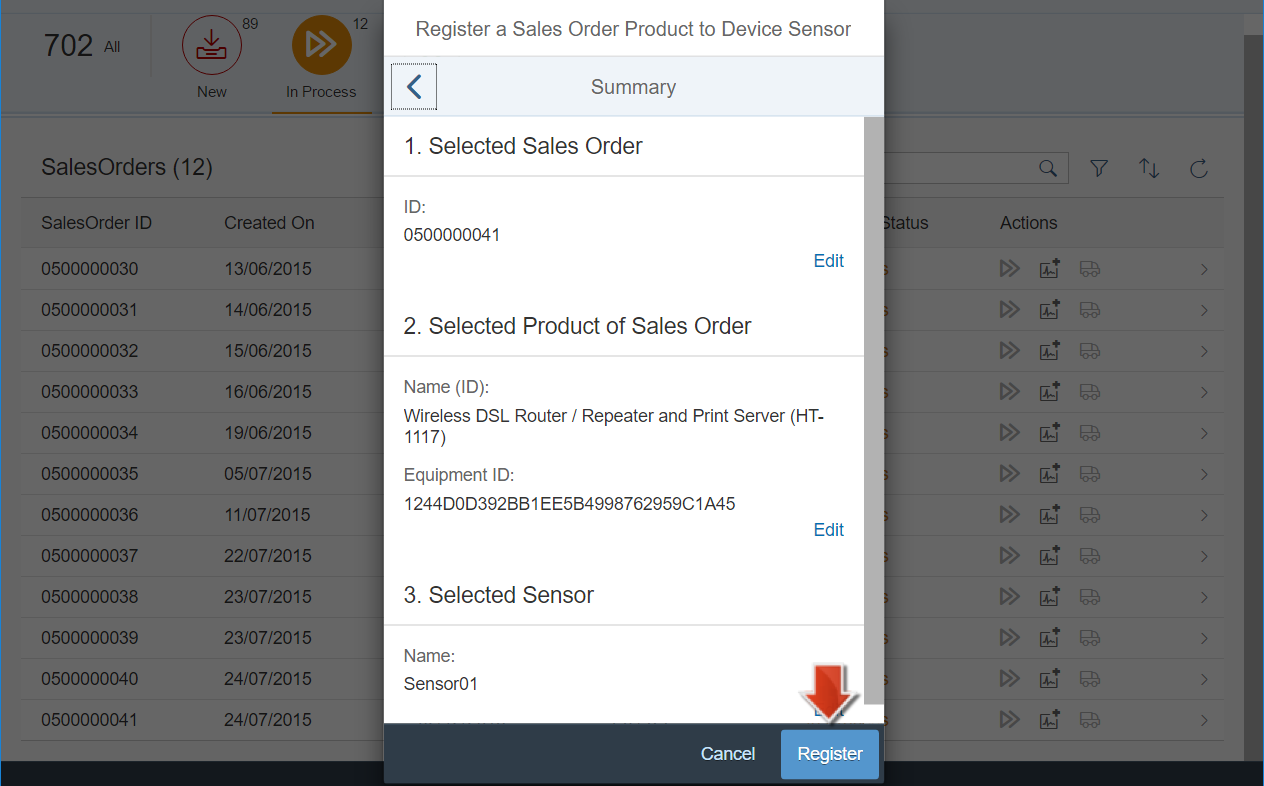 Register a Sales Order Product to Device Sensor
702 All
89
New
12
In Process
Summary
1. Selected Sales Order
ID:
0500000041
Edit
2. Selected Product of Sales Order
Name (ID):
Wireless DSL Router / Repeater and Print Server (HT-
1117)
Equipment ID:
1244D0D392BB1EE5B4998762959C1A45
Edit
3. Selected Sensor
Name:
Sensor01
Cancel
Register
SalesOrders (12)
SalesOrder ID Created On Status Actions
0500000030 13/06/2015
0500000031 14/06/2015
0500000032 15/06/2015
0500000033 16/06/2015
0500000034 19/06/2015
0500000035 05/07/2015
0500000036 11/07/2015
0500000037 22/07/2015
0500000038 23/07/2015
0500000039 23/07/2015
0500000040 24/07/2015
0500000041 24/07/2015